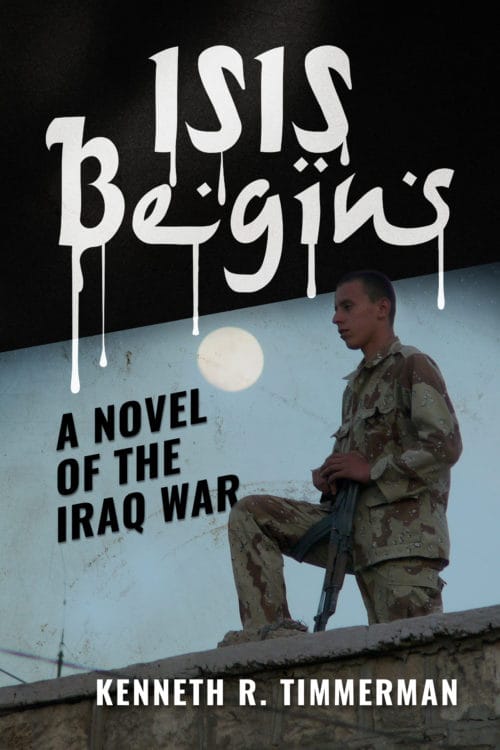 ISIS
Begins
A NOVEL
OF THE
IRAQ WAR
KENNETH R. TIMMERMAN